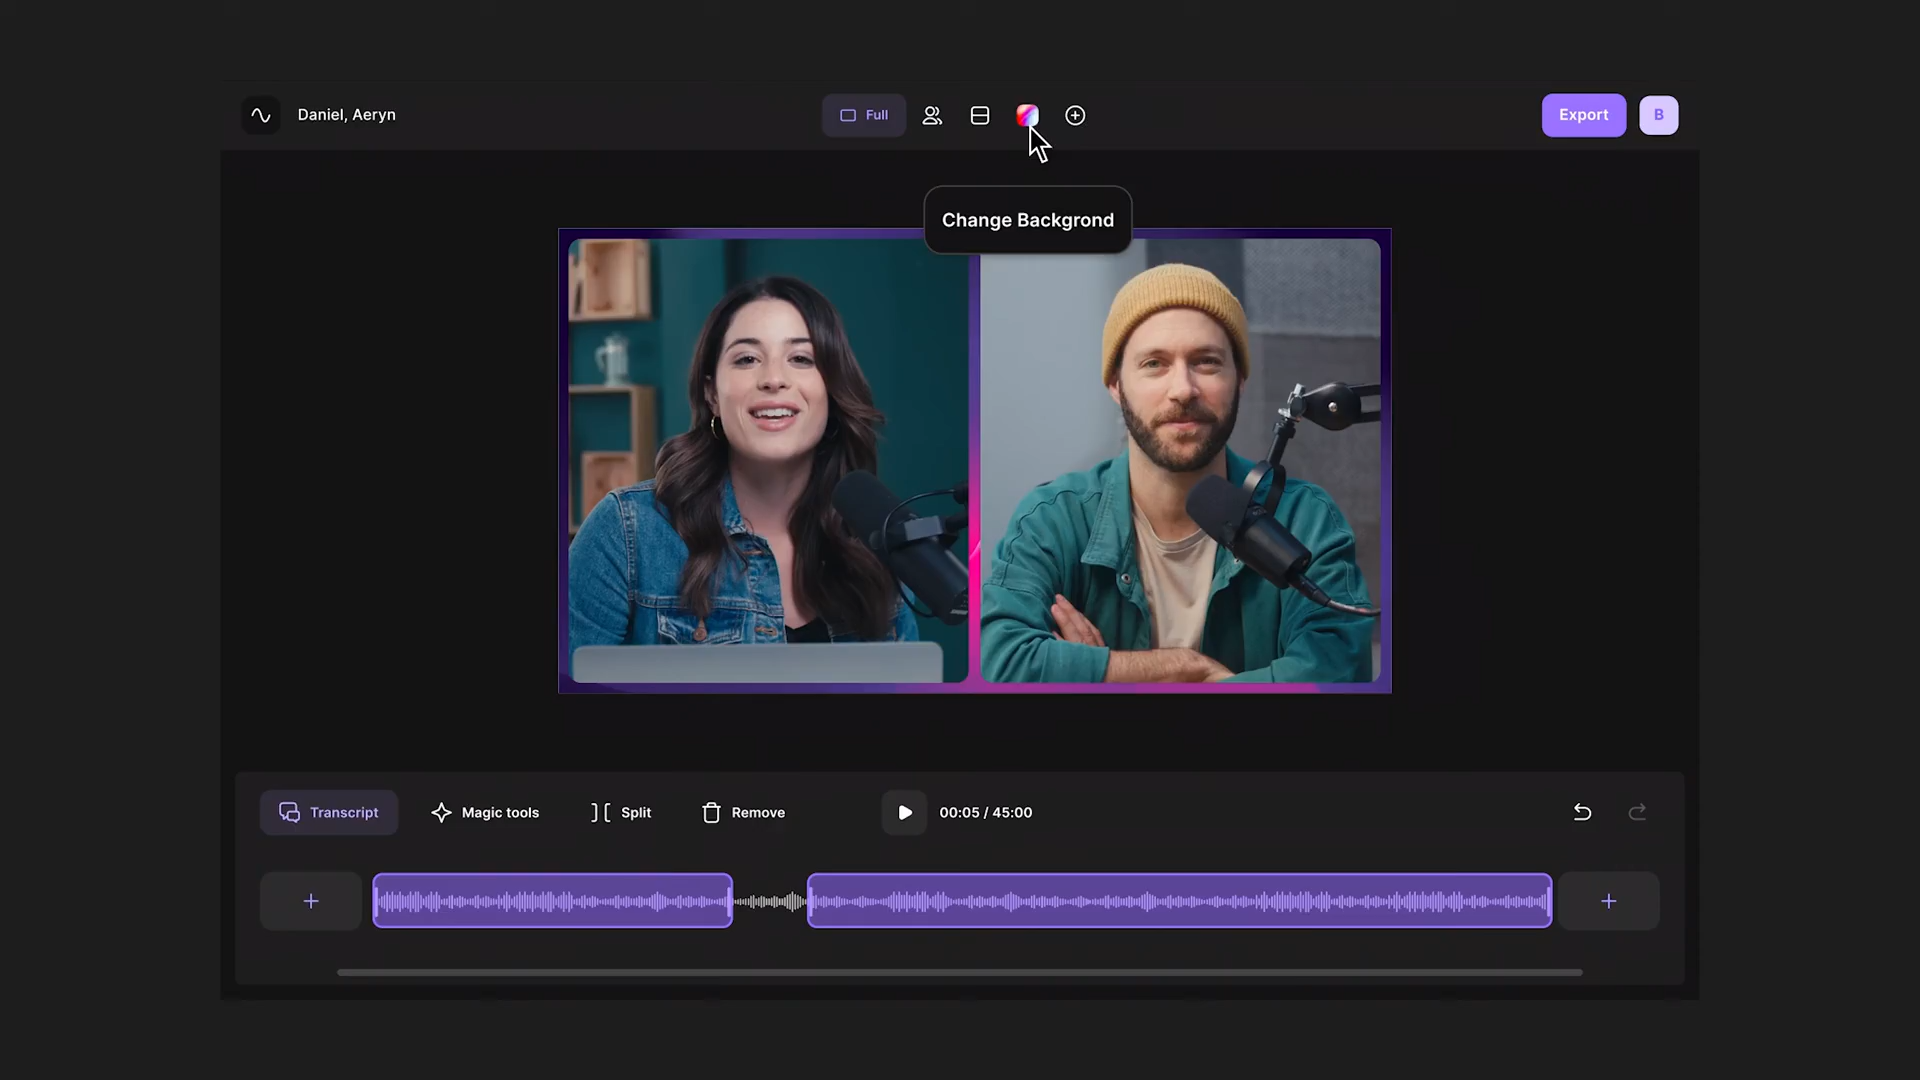 Daniel, Aeryn
Full
Export
B
Change Backgrond
Transcript
Magic tools
Split
Remove
00:05 / 45:00